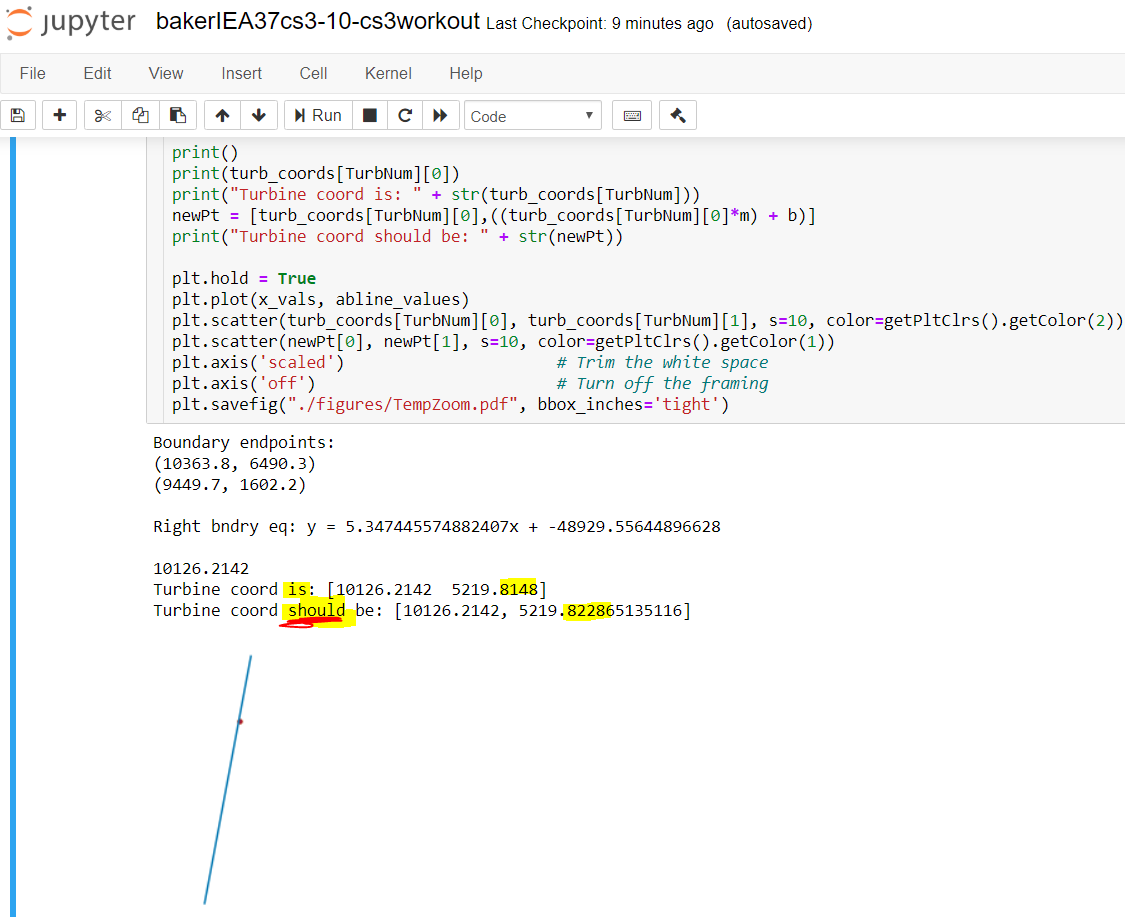 jupyter bakerIEA37cs3-10-cs3workout Last Checkpoint: 9 minutes ago (autosaved)
File Edit View Insert Cell Kernel Help
Run Code
print()
print(turb_coords[TurbNum][0])
print("Turbine coord is: " + str(turb_coords[TurbNum]))
newPt = [turb_coords[TurbNum][0],((turb_coords[TurbNum][0]*m) + b)]
print("Turbine coord should be: " + str(newPt))
plt.hold = True
plt.plot(x_vals, abline_values)
plt.scatter(turb_coords[TurbNum][0], turb_coords[TurbNum][1], s=10, color=getPltClrs().getColor(2))
plt.scatter(newPt[0], newPt[1], s=10, color=getPltClrs().getColor(1))
plt.axis('scaled') # Trim the white space
plt.axis('off') # Turn off the framing
plt.savefig("./figures/TempZoom.pdf", bbox_inches='tight')
Boundary endpoints:
(10363.8, 6490.3)
(9449.7, 1602.2)
Right bndry eq: y = 5.347445574882407x + -48929.55644896628
10126.2142
Turbine coord is: [10126.2142  5219.8148]
Turbine coord should be: [10126.2142, 5219.822865135116]